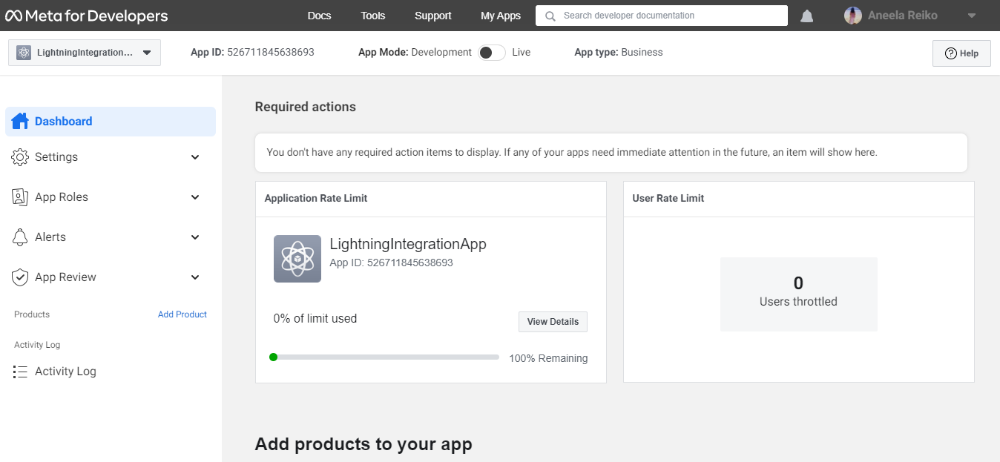 Meta for Developers
Docs Tools Support My Apps Search developer documentation Aneela Reiko
LightningIntegration... App ID: 526711845638693 App Mode: Development Live App type: Business Help
Dashboard
Settings
App Roles
Alerts
App Review
Products Add Product
Activity Log
Activity Log
Required actions
You don't have any required action items to display. If any of your apps need immediate attention in the future, an item will show here.
Application Rate Limit
LightningIntegrationApp
App ID: 526711845638693
0% of limit used
View Details
100% Remaining
User Rate Limit
0
Users throttled
Add products to your app